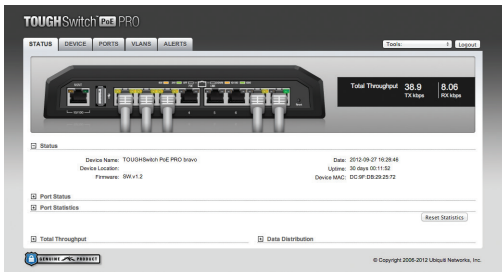 TOUGHSwitch PoE PRO
STATUS DEVICE PORTS VLANS ALERTS
Tools: Logout
Total Throughput 38.9 8.06
TX kbps RX kbps
Status
Device Name: TOUGHSwitch PoE PRO bravo
Device Location:
Firmware: SW.v1.2
Date: 2012-09-27 16:26:46
Uptime: 30 days 00:11:52
Device MAC: DC:9F:DB:29:25:72
Port Status
Port Statistics
Reset Statistics
Total Throughput
Data Distribution
GENUINE PRODUCT
© Copyright 2006-2012 Ubiquiti Networks, Inc.